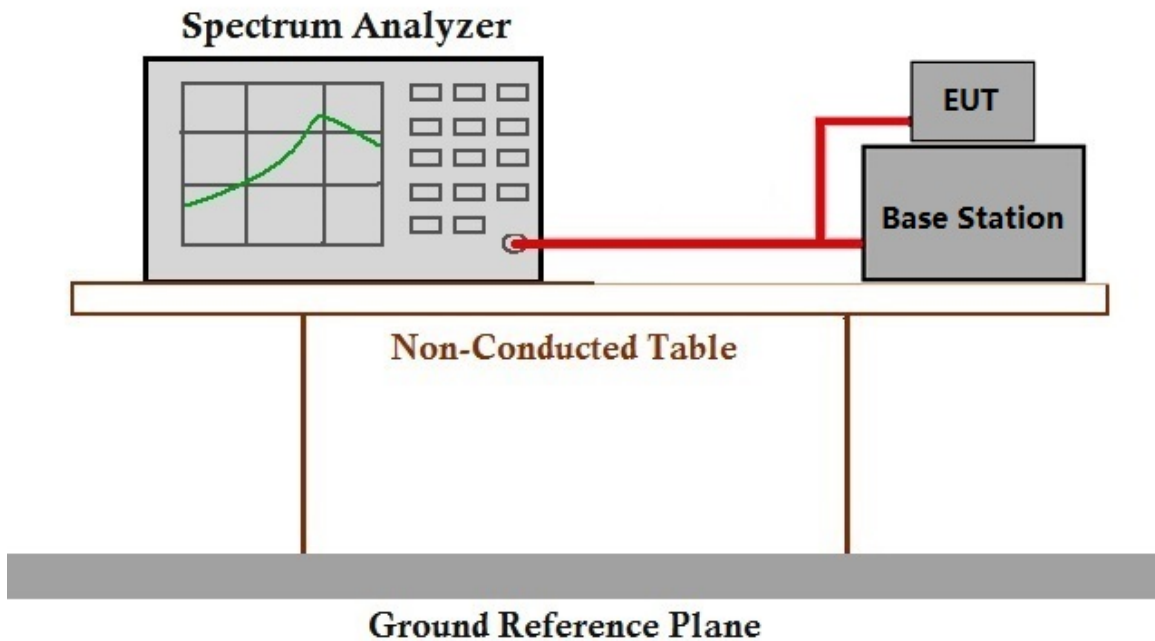 Spectrum Analyzer
EUT
Base Station
Non-Conducted Table
Ground Reference Plane